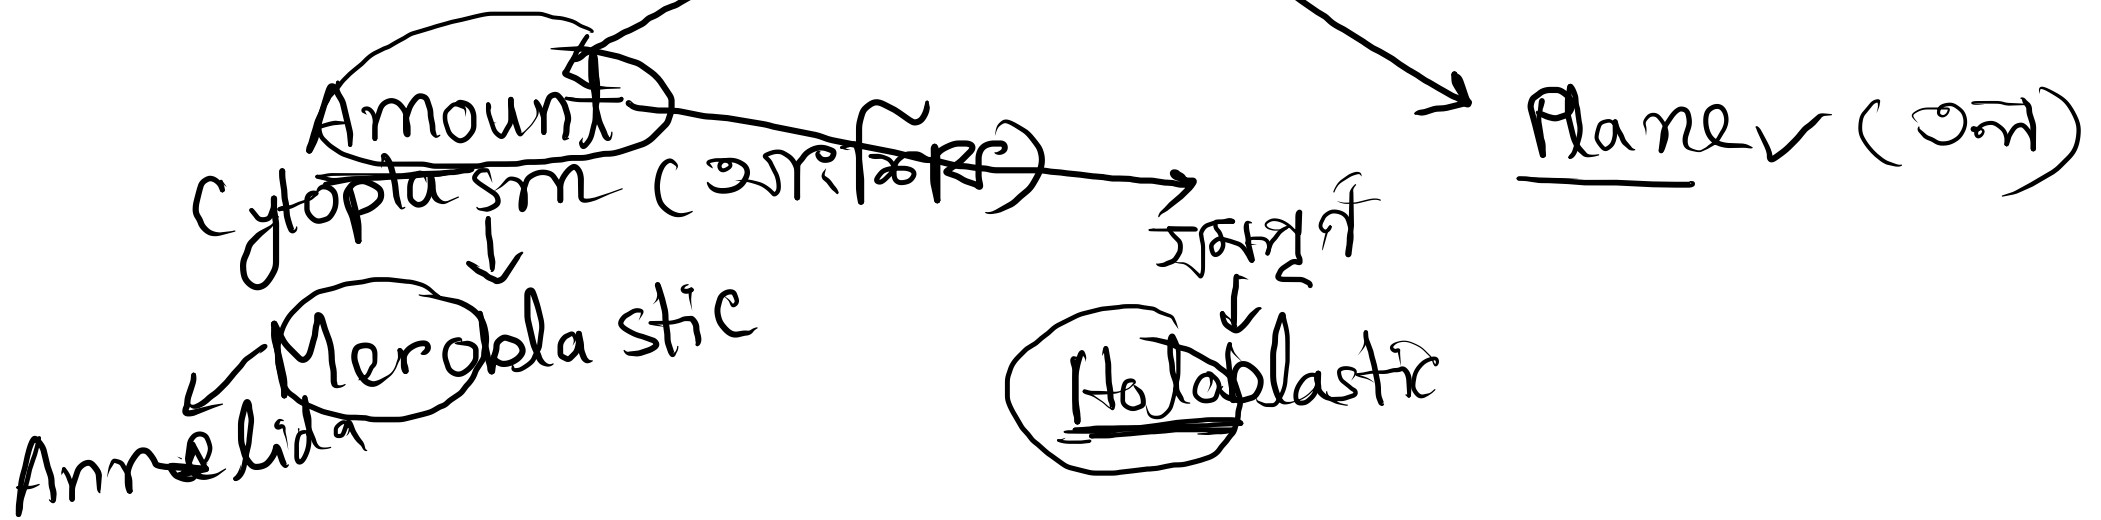 Amount
Plane (তল)
Cytoplasm (আংশিক)
সম্পূর্ণ
Meroblastic
Holoblastic
Annelida